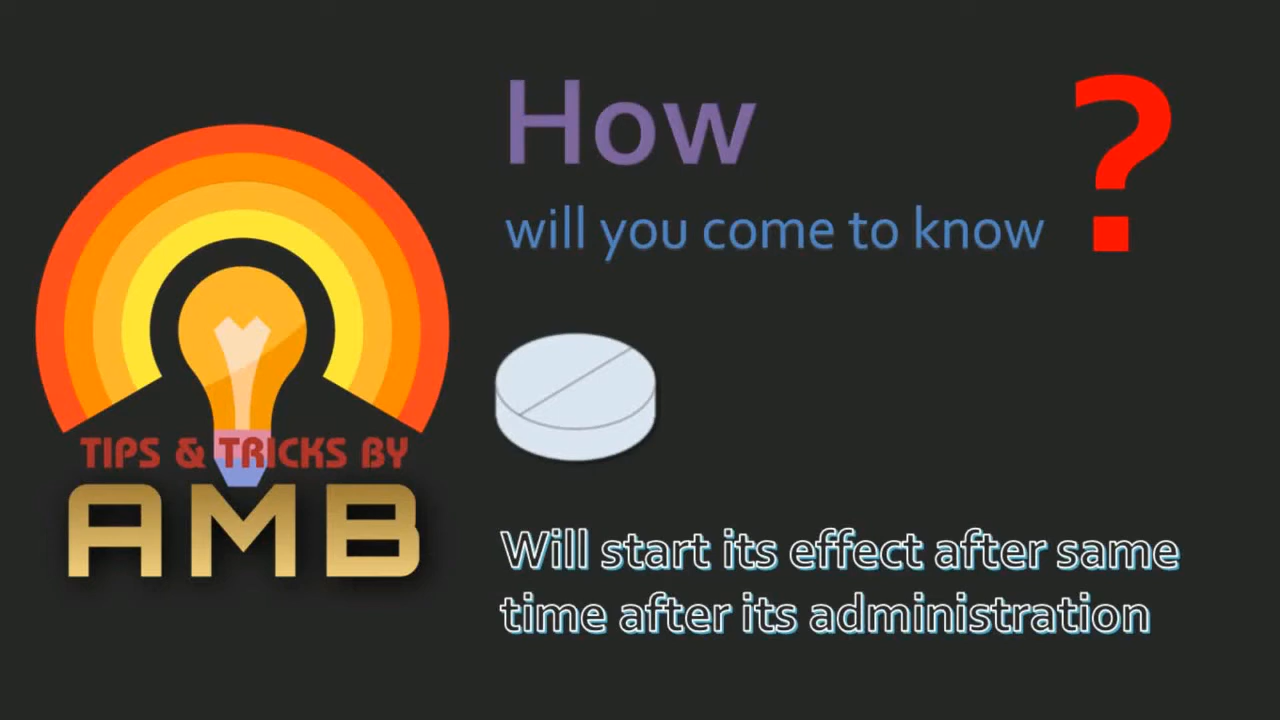 How
will you come to know
?
TIPS & TRICKS BY
AMB
Will start its effect after same
time after its administration